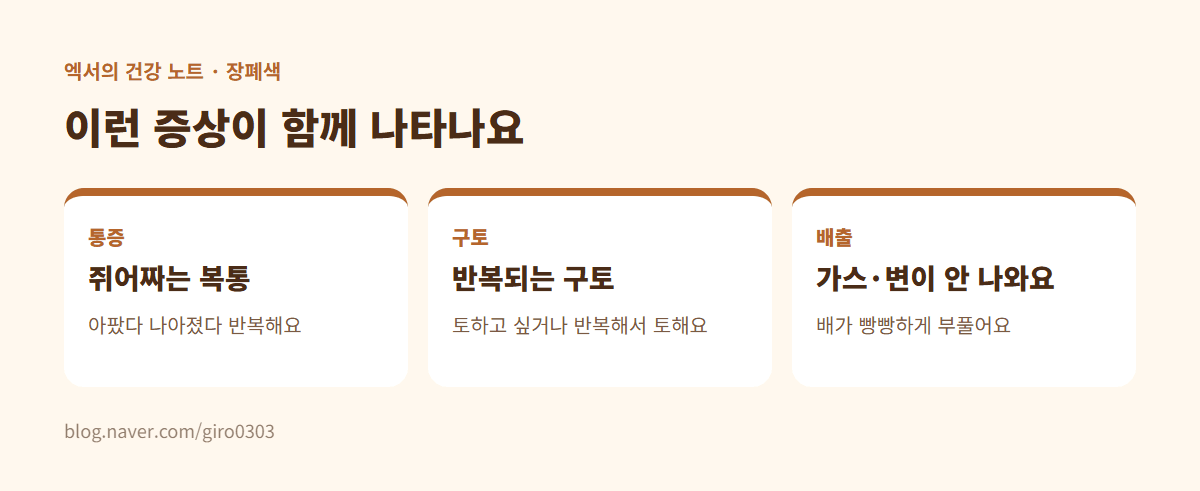 엑서의 건강 노트 · 장폐색
이런 증상이 함께 나타나요
통증
쥐어짜는 복통
아팠다 나아졌다 반복해요
구토
반복되는 구토
토하고 싶거나 반복해서 토해요
배출
가스·변이 안 나와요
배가 빵빵하게 부풀어요
blog.naver.com/giro0303